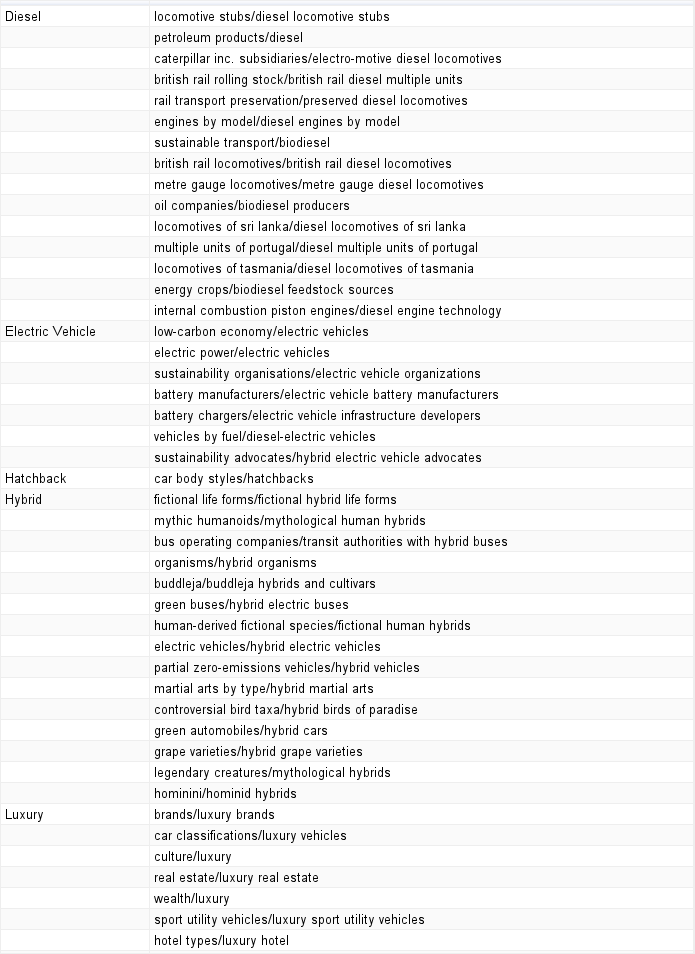 Diesel locomotive stubs/diesel locomotive stubs
petroleum products/diesel
caterpillar inc. subsidiaries/electro-motive diesel locomotives
british rail rolling stock/british rail diesel multiple units
rail transport preservation/preserved diesel locomotives
engines by model/diesel engines by model
sustainable transport/biodiesel
british rail locomotives/british rail diesel locomotives
metre gauge locomotives/metre gauge diesel locomotives
oil companies/biodiesel producers
locomotives of sri lanka/diesel locomotives of sri lanka
multiple units of portugal/diesel multiple units of portugal
locomotives of tasmania/diesel locomotives of tasmania
energy crops/biodiesel feedstock sources
internal combustion piston engines/diesel engine technology
Electric Vehicle low-carbon economy/electric vehicles
electric power/electric vehicles
sustainability organisations/electric vehicle organizations
battery manufacturers/electric vehicle battery manufacturers
battery chargers/electric vehicle infrastructure developers
vehicles by fuel/diesel-electric vehicles
sustainability advocates/hybrid electric vehicle advocates
Hatchback car body styles/hatchbacks
Hybrid fictional life forms/fictional hybrid life forms
mythic humanoids/mythological human hybrids
bus operating companies/transit authorities with hybrid buses
organisms/hybrid organisms
buddleja/buddleja hybrids and cultivars
green buses/hybrid electric buses
human-derived fictional species/fictional human hybrids
electric vehicles/hybrid electric vehicles
partial zero-emissions vehicles/hybrid vehicles
martial arts by type/hybrid martial arts
controversial bird taxa/hybrid birds of paradise
green automobiles/hybrid cars
grape varieties/hybrid grape varieties
legendary creatures/mythological hybrids
hominini/hominid hybrids
Luxury brands/luxury brands
car classifications/luxury vehicles
culture/luxury
real estate/luxury real estate
wealth/luxury
sport utility vehicles/luxury sport utility vehicles
hotel types/luxury hotel